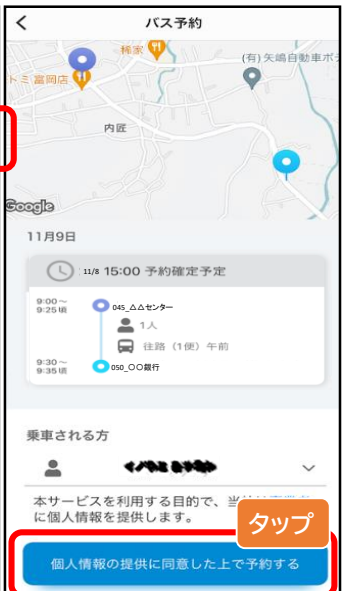 バス予約
稀家
(有)矢嶋自動車ボデ
トミ富岡店
内匠
Google
11月9日
11/8 15:00 予約確定予定
9:00～
9:25頃
045_△△センター
1人
往路（1便）午前
9:30～
9:35頃
050_〇〇銀行
乗車される方
本サービスを利用する目的で、
に個人情報を提供します。
タップ
個人情報の提供に同意した上で予約する